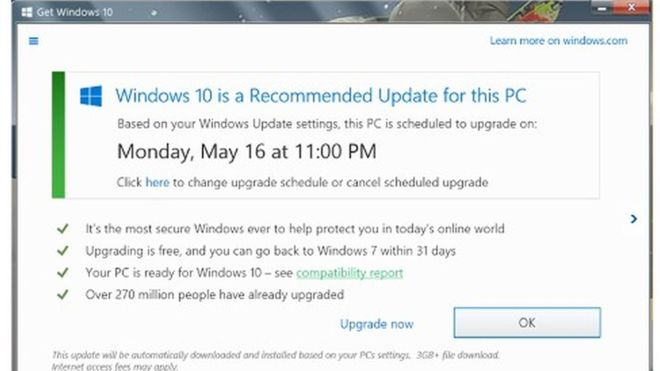 Get Windows 10
Learn more on windows.com
Windows 10 is a Recommended Update for this PC
Based on your Windows Update settings, this PC is scheduled to upgrade on:
Monday, May 16 at 11:00 PM
Click here to change upgrade schedule or cancel scheduled upgrade
It's the most secure Windows ever to help protect you in today's online world
Upgrading is free, and you can go back to Windows 7 within 31 days
Your PC is ready for Windows 10 – see compatibility report
Over 270 million people have already upgraded
Upgrade now
OK
This update will be automatically downloaded and installed based on your PCs settings. 3GB+ file download.
Internet access fees may apply.